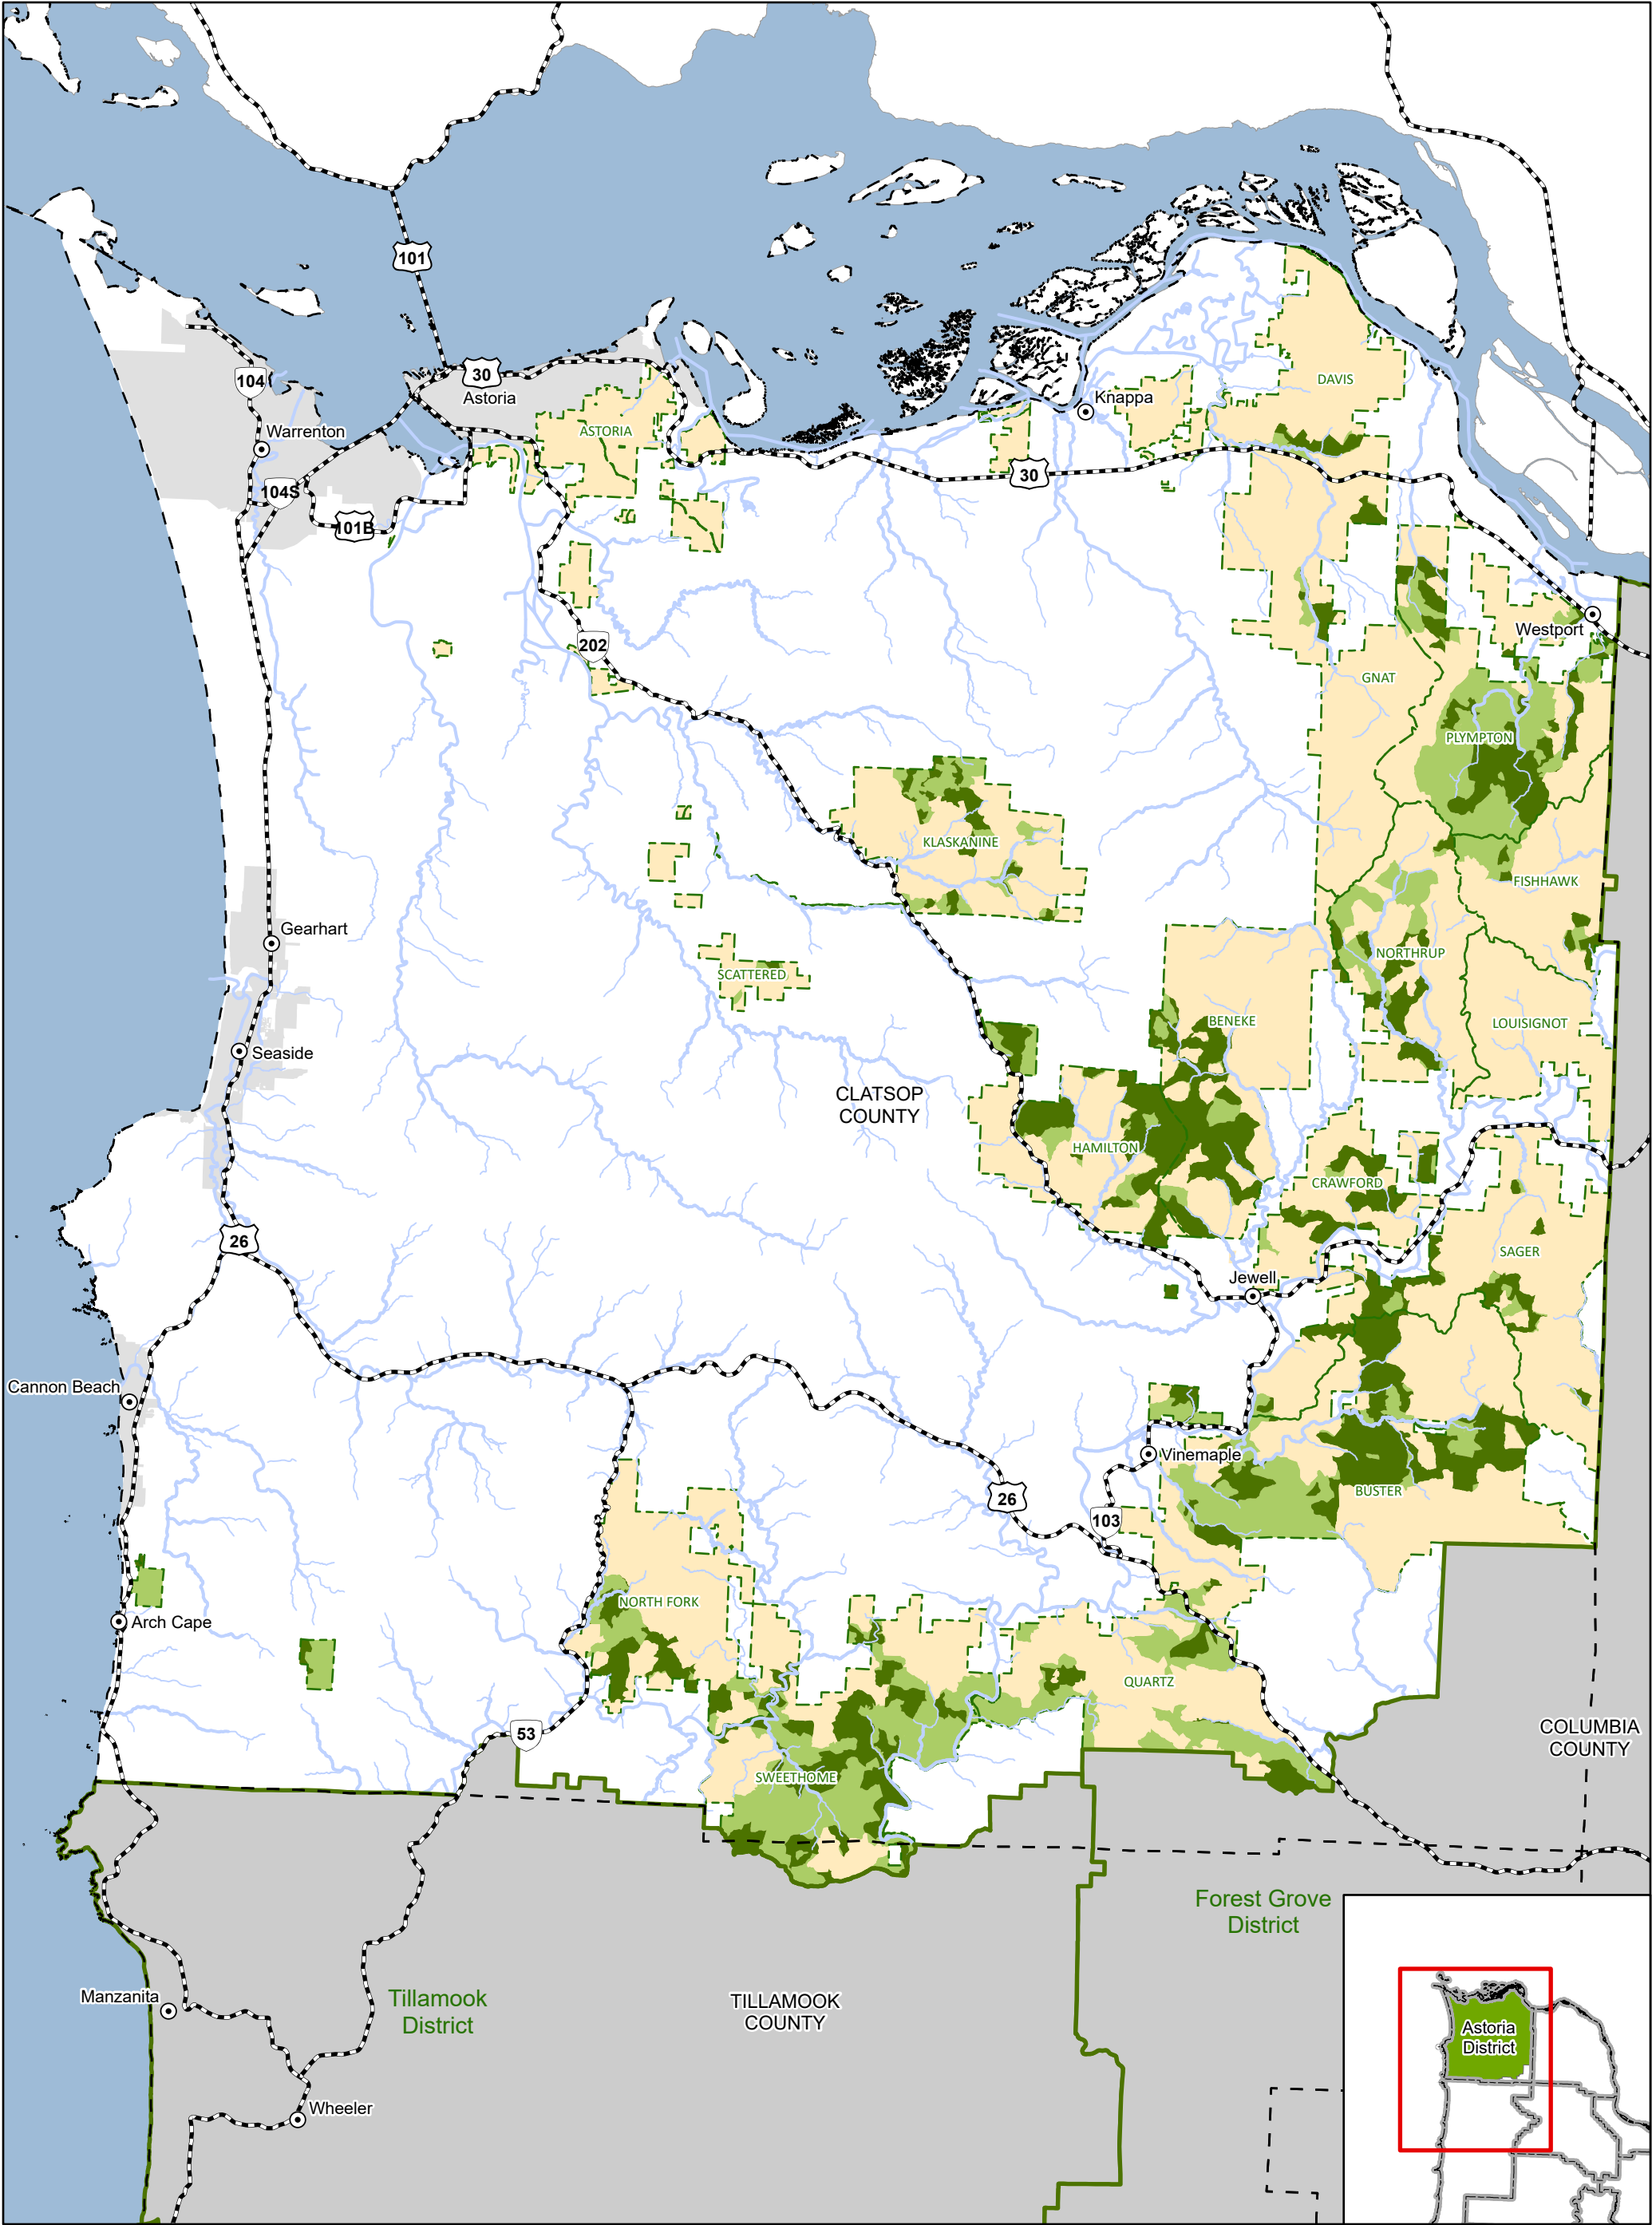 101
30
Astoria
104
Warrenton
104S
101B
ASTORIA
Knappa
30
DAVIS
202
Westport
GNAT
PLYMPTON
KLASKANINE
FISHHAWK
Gearhart
SCATTERED
NORTHRUP
BENEKE
LOUISIGNOT
Seaside
CLATSOP
COUNTY
HAMILTON
CRAWFORD
26
SAGER
Jewell
Cannon Beach
Vinemaple
26
103
BUSTER
NORTH FORK
Arch Cape
QUARTZ
53
COLUMBIA
COUNTY
SWEETHOME
Forest Grove
District
Manzanita
Tillamook
District
TILLAMOOK
COUNTY
Astoria
District
Wheeler